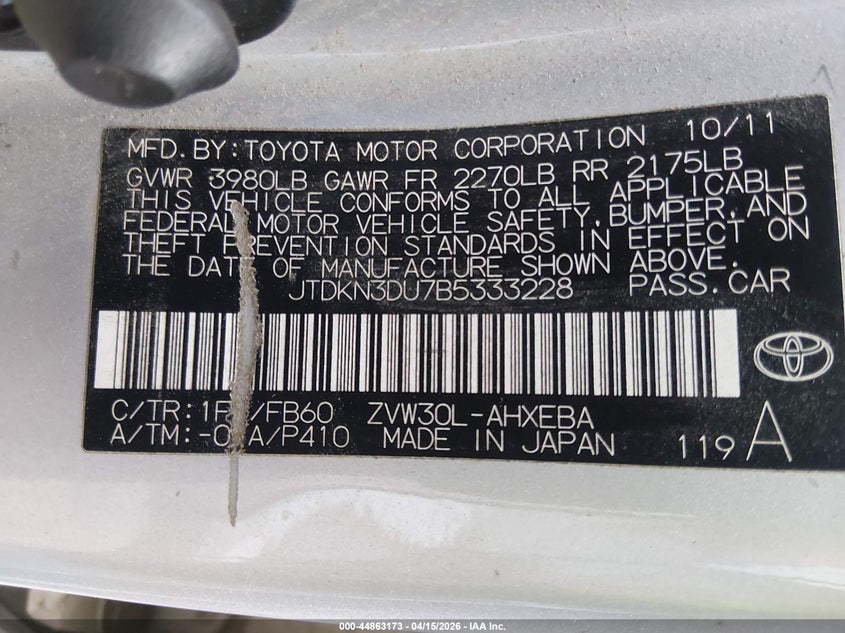 MFD.BY:TOYOTA MOTOR CORPORATION 10/11
GVWR 3980LB GAWR FR 2270LB RR 2175LB
THIS VEHICLE CONFORMS TO ALL APPLICABLE
FEDERAL MOTOR VEHICLE SAFETY,BUMPER,AND
THEFT PREVENTION STANDARDS IN EFFECT ON
THE DATE OF MANUFACTURE SHOWN ABOVE.
JTDKN3DU7B5333228 PASS.CAR
C/TR: /FB60 ZVW30L-AHXEBA
A/TM: A/P410 MADE IN JAPAN 119 A
000-44863173 - 04/15/2026 - IAA Inc.